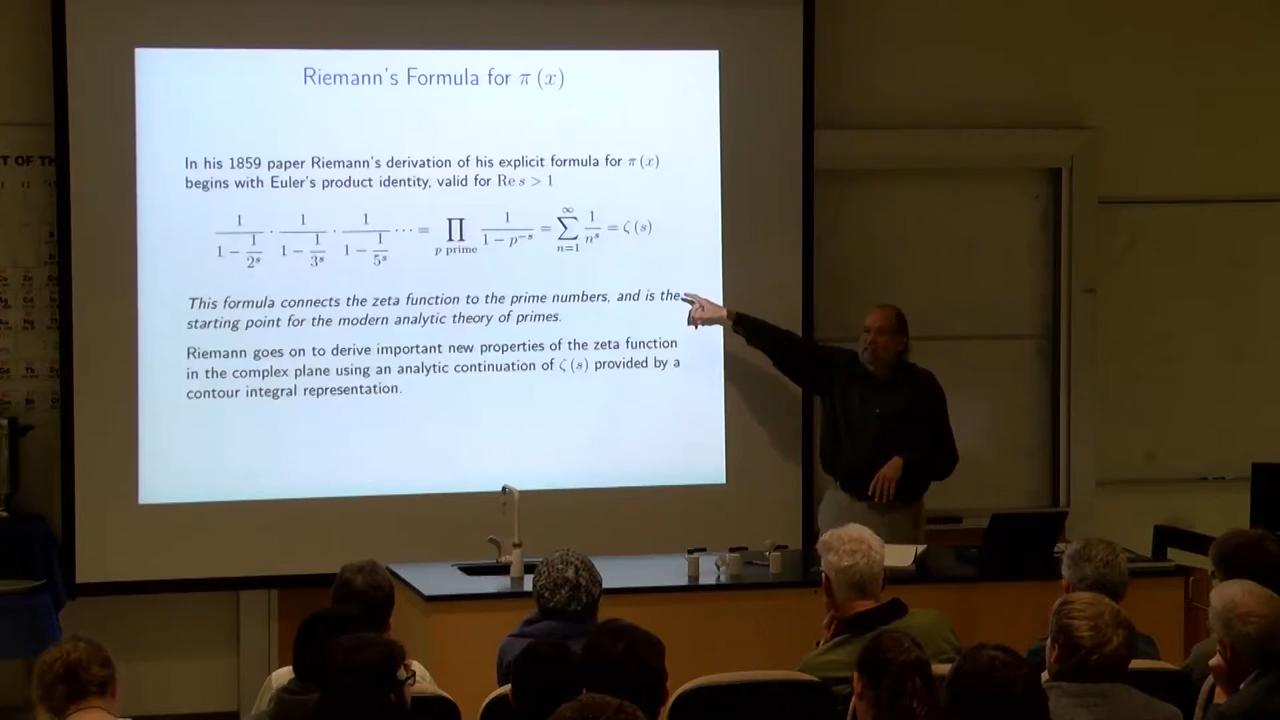 Riemann's Formula for π (x)
In his 1859 paper Riemann's derivation of his explicit formula for π (x)
begins with Euler's product identity, valid for Re s > 1
1/(1 − 1/2^s) · 1/(1 − 1/3^s) · 1/(1 − 1/5^s) ⋯ = ∏_{p prime} 1/(1 − p^{−s}) = ∑_{n=1}^{∞} 1/n^s = ζ (s)
This formula connects the zeta function to the prime numbers, and is the
starting point for the modern analytic theory of primes.
Riemann goes on to derive important new properties of the zeta function
in the complex plane using an analytic continuation of ζ (s) provided by a
contour integral representation.
T OF TH